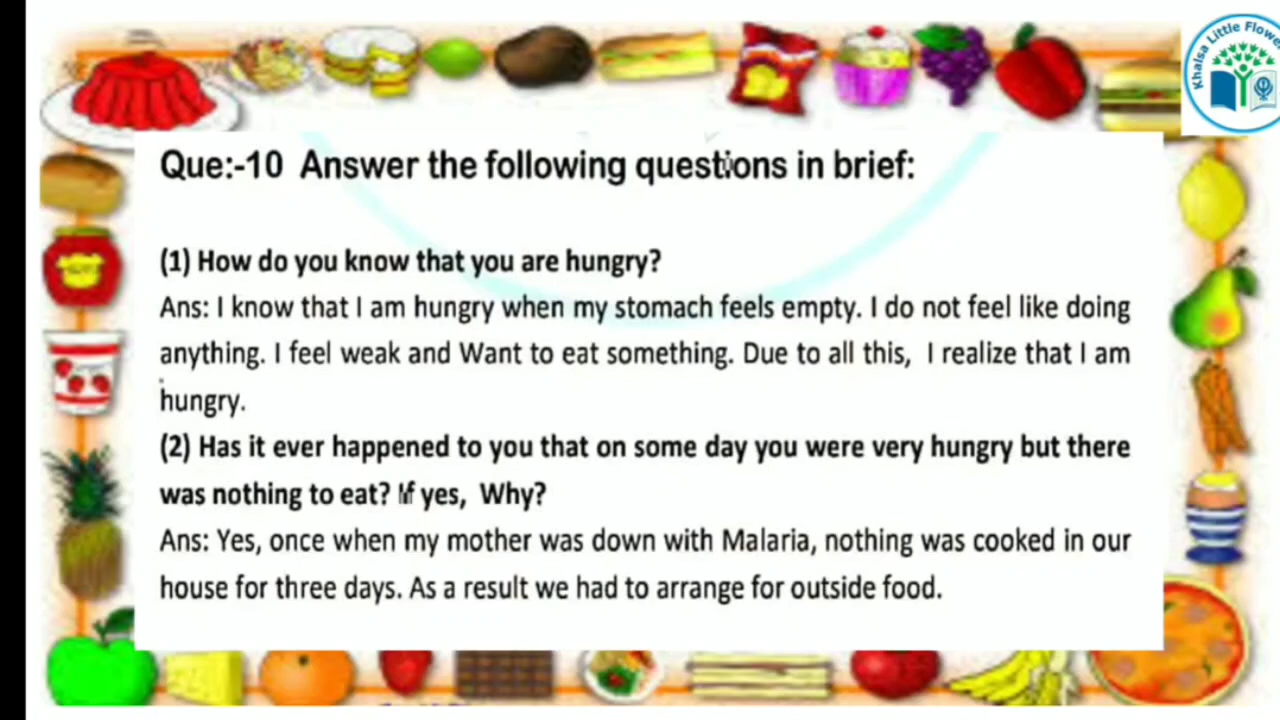 Khalsa Little Flowe
Que:-10 Answer the following questions in brief:
(1) How do you know that you are hungry?
Ans: I know that I am hungry when my stomach feels empty. I do not feel like doing
anything. I feel weak and Want to eat something. Due to all this, I realize that I am
hungry.
(2) Has it ever happened to you that on some day you were very hungry but there
was nothing to eat? If yes, Why?
Ans: Yes, once when my mother was down with Malaria, nothing was cooked in our
house for three days. As a result we had to arrange for outside food.